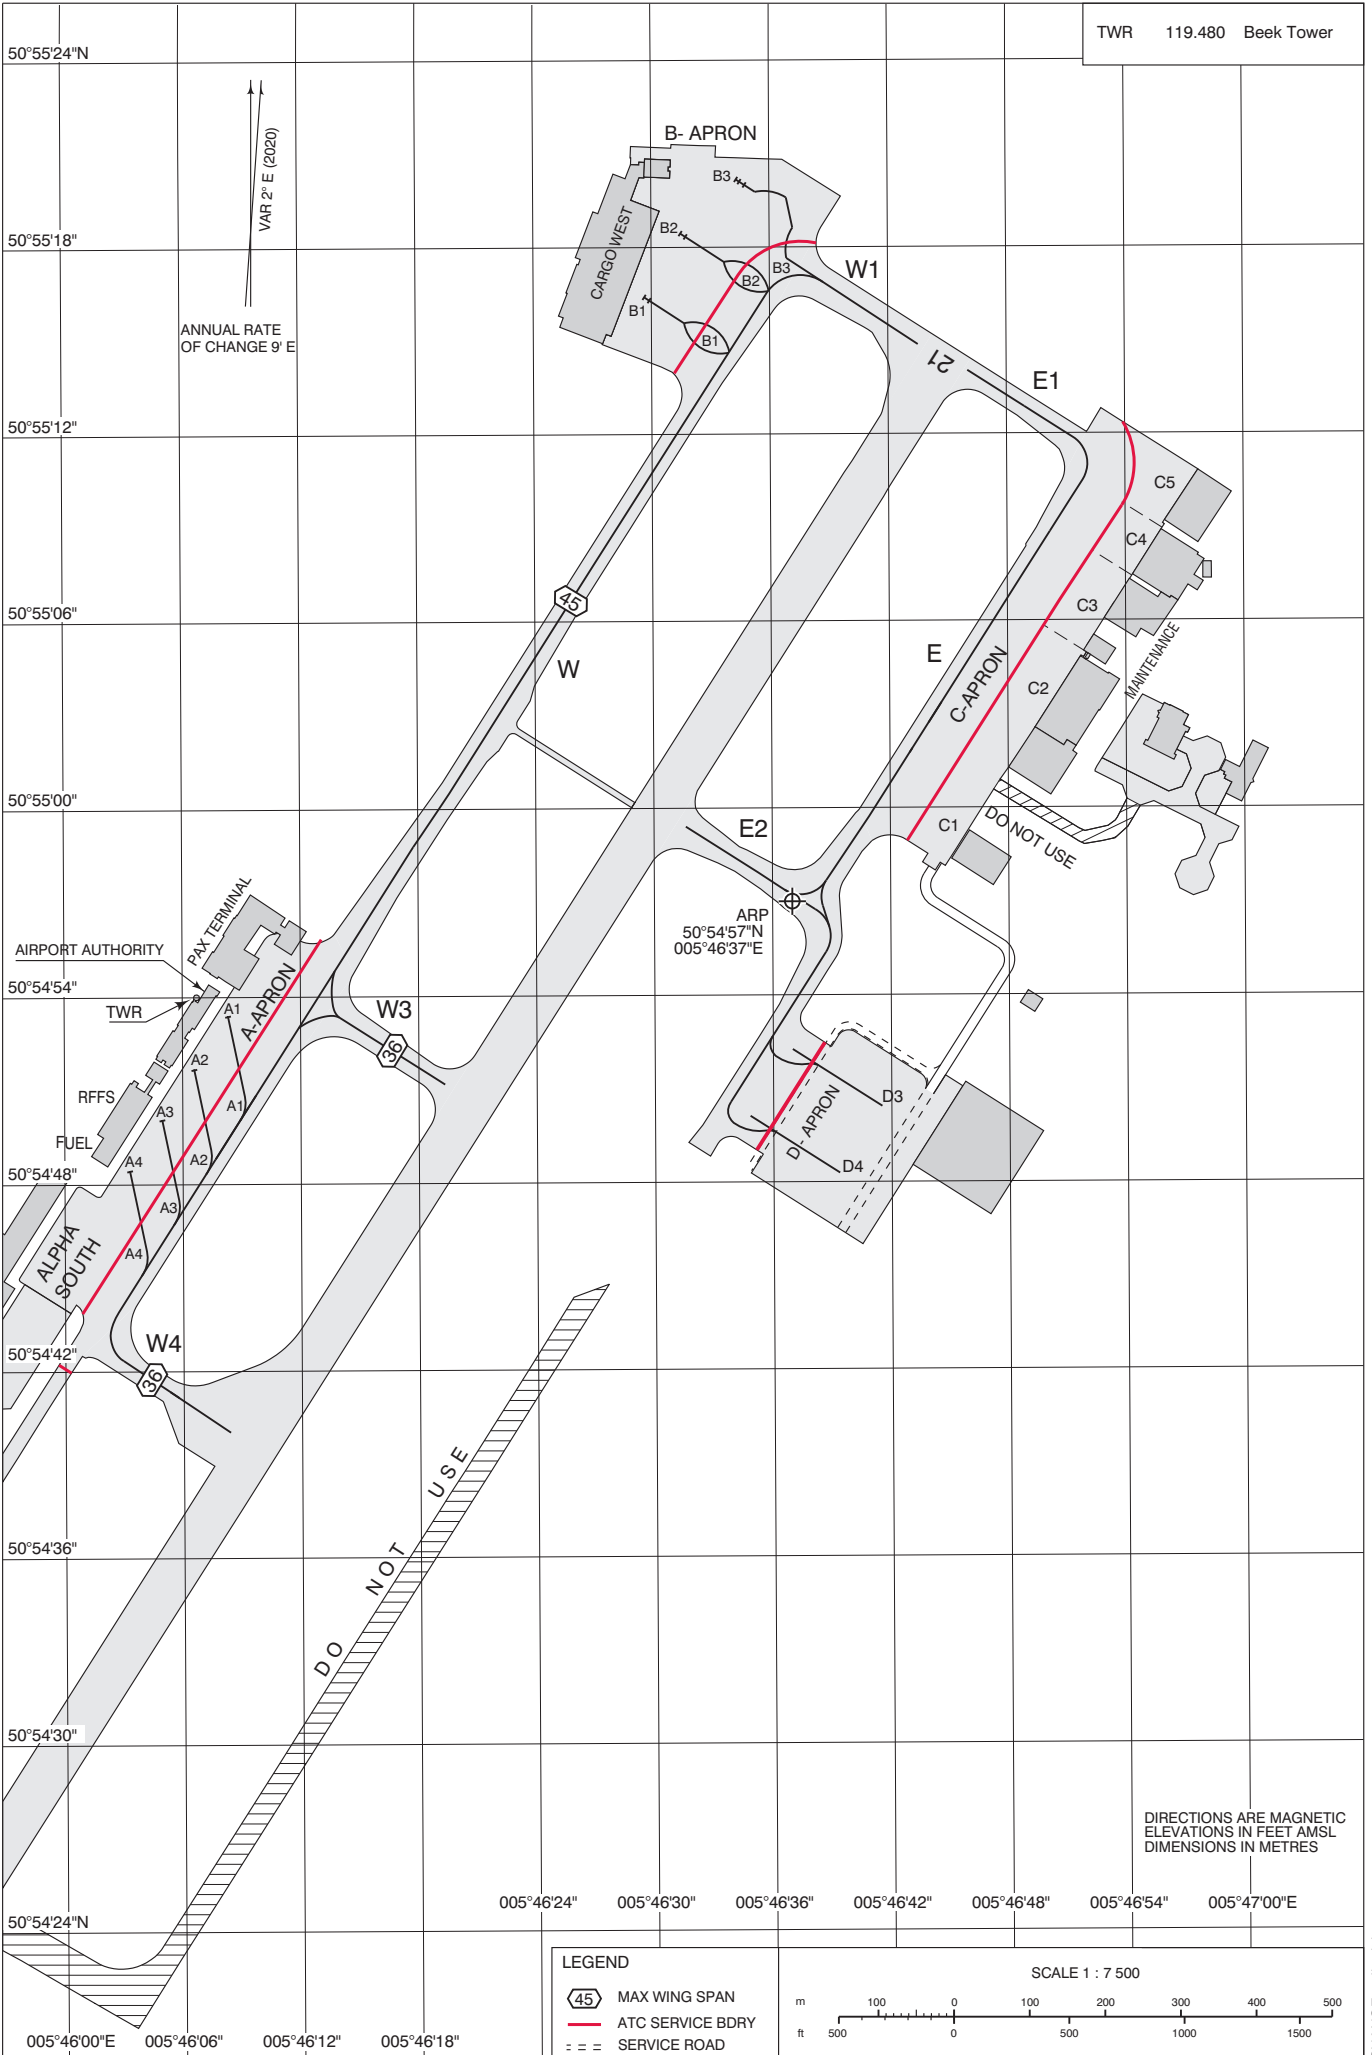 TWR 119.480 Beek Tower
50°55'24"N
VAR 2° E (2020)
ANNUAL RATE
OF CHANGE 9' E
B- APRON
B3
B2
CARGO WEST
50°55'18"
B3
W1
B2
B1
B1
21
E1
50°55'12"
C5
C4
45
C3
50°55'06"
MAINTENANCE
E
W
C-APRON
C2
50°55'00"
C1
DO NOT USE
E2
ARP
50°54'57"N
005°46'37"E
PAX TERMINAL
AIRPORT AUTHORITY
50°54'54"
TWR
A-APRON
A1
W3
36
A2
RFFS
A3
A1
FUEL
A4
A2
D3
D- APRON
D4
50°54'48"
A3
A4
ALPHA
SOUTH
W4
50°54'42"
36
DO NOT USE
50°54'36"
50°54'30"
DIRECTIONS ARE MAGNETIC
ELEVATIONS IN FEET AMSL
DIMENSIONS IN METRES
005°46'24" 005°46'30" 005°46'36" 005°46'42" 005°46'48" 005°46'54" 005°47'00"E
50°54'24"N
LEGEND
45 MAX WING SPAN
ATC SERVICE BDRY
SERVICE ROAD
SCALE 1 : 7 500
m 100 0 100 200 300 400 500
ft 500 0 500 1000 1500
005°46'00"E 005°46'06" 005°46'12" 005°46'18"